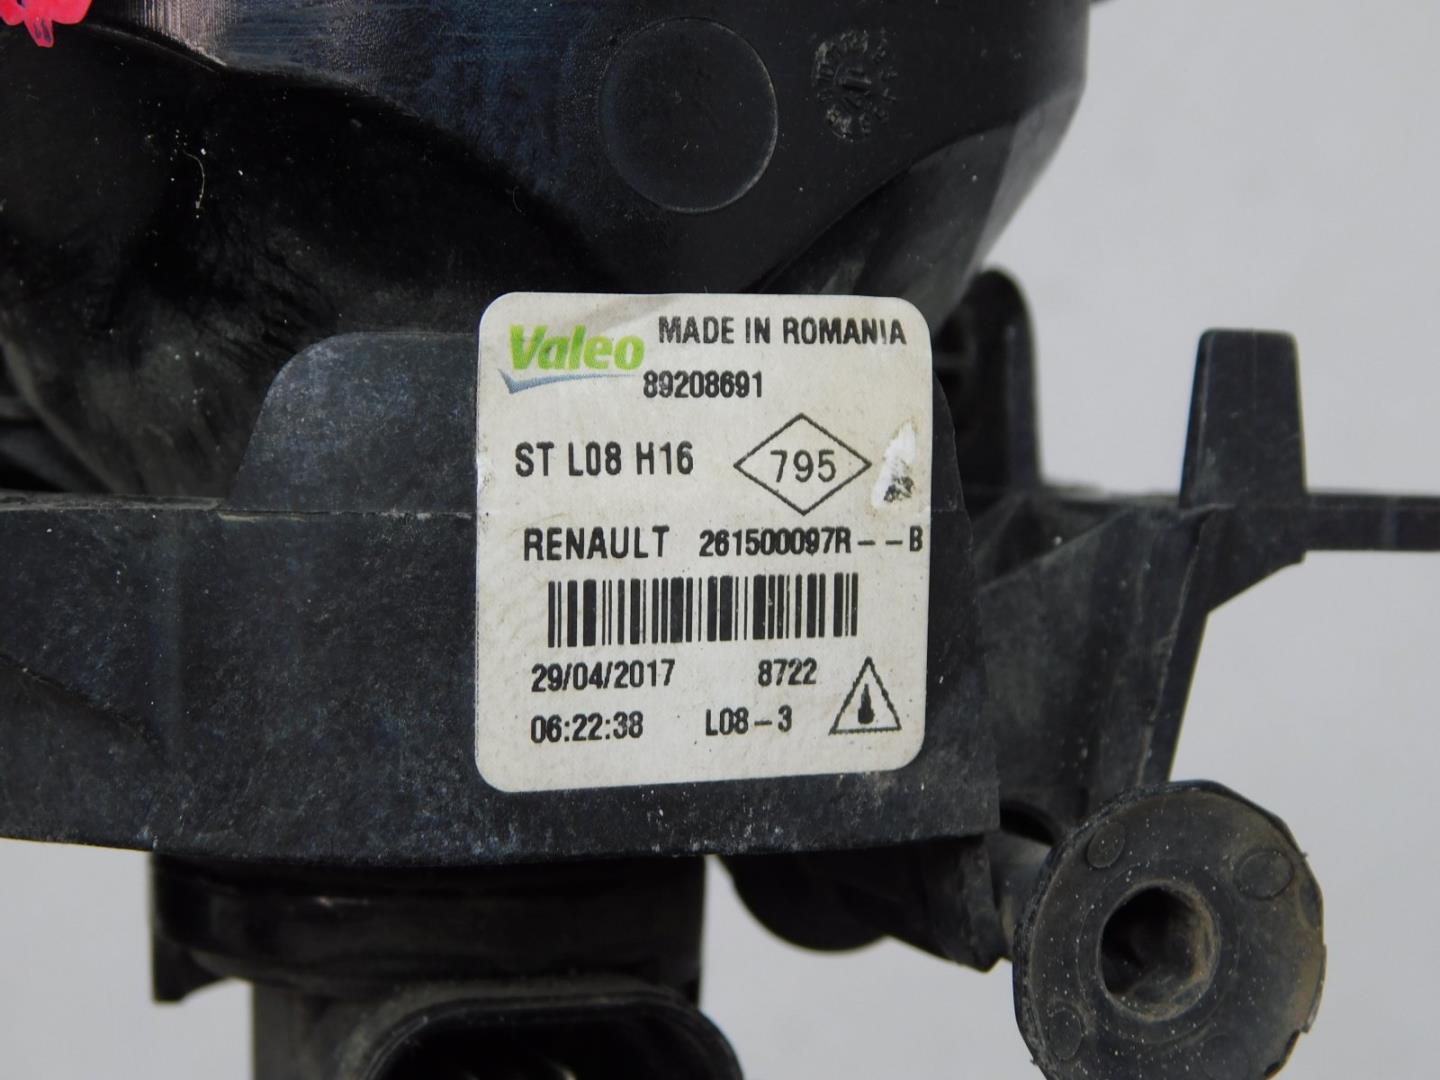 Valeo MADE IN ROMANIA
89208691
ST L08 H16 795
RENAULT 261500097R--B
29/04/2017 8722
06:22:38 L08-3